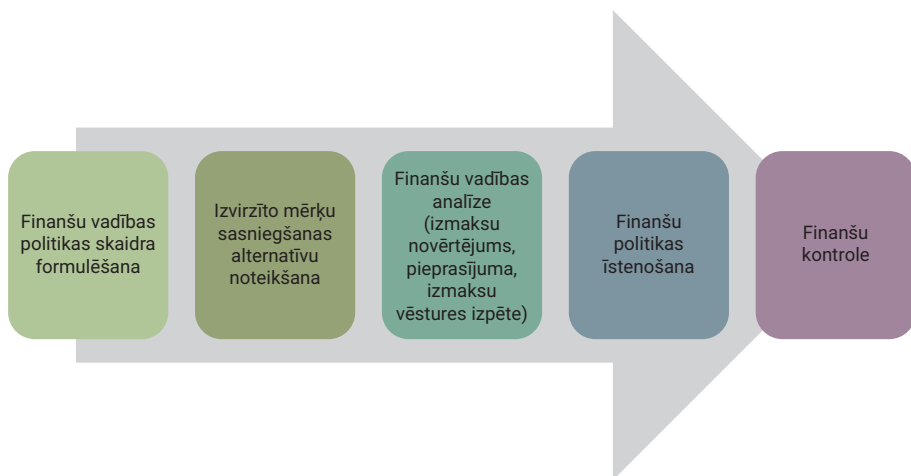 Finanšu vadības
politikas skaidra
formulēšana
Izvirzīto mērķu
sasniegšanas
alternatīvu
noteikšana
Finanšu vadības
analīze
(izmaksu
novērtējums,
pieprasījuma,
izmaksu
vēstures izpēte)
Finanšu
politikas
īstenošana
Finanšu
kontrole